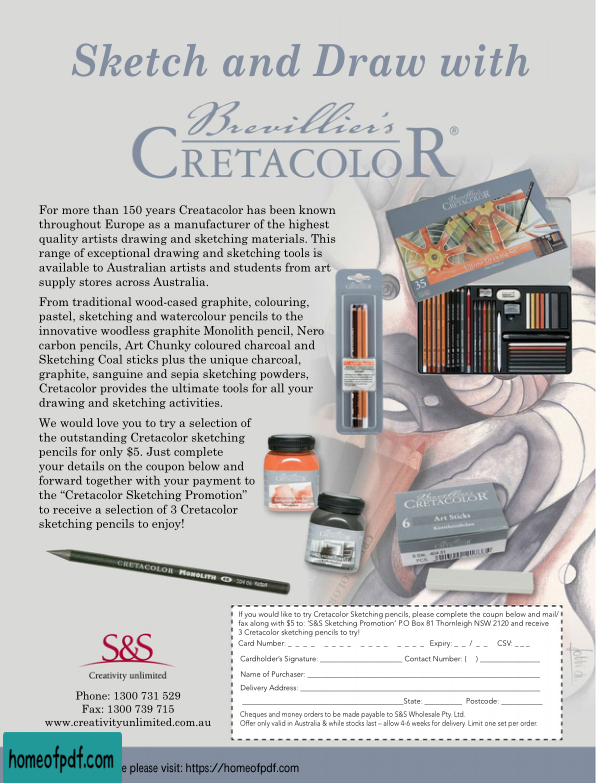 Sketch and Draw with
Brevillier's
CRETACOLOR®
For more than 150 years Creatacolor has been known
throughout Europe as a manufacturer of the highest
quality artists drawing and sketching materials. This
range of exceptional drawing and sketching tools is
available to Australian artists and students from art
supply stores across Australia.
From traditional wood-cased graphite, colouring,
pastel, sketching and watercolour pencils to the
innovative woodless graphite Monolith pencil, Nero
carbon pencils, Art Chunky coloured charcoal and
Sketching Coal sticks plus the unique charcoal,
graphite, sanguine and sepia sketching powders,
Cretacolor provides the ultimate tools for all your
drawing and sketching activities.
We would love you to try a selection of
the outstanding Cretacolor sketching
pencils for only $5. Just complete
your details on the coupon below and
forward together with your payment to
the “Cretacolor Sketching Promotion”
to receive a selection of 3 Cretacolor
sketching pencils to enjoy!
CRETACOLOR
35
CRETACOLOR
6
Art Sticks
CRETACOLOR MONOLITH
If you would like to try Cretacolor Sketching pencils, please complete the coupn below and mail/
fax along with $5 to: ‘S&S Sketching Promotion’ P.O Box 81 Thornleigh NSW 2120 and receive
3 Cretacolor sketching pencils to try!
Card Number: _ _ _ _ _ _ _ _ _ _ _ _ _ _ _ _ Expiry: _ _ / _ _ CSV: _ _ _
Cardholder's Signature: ____________________ Contact Number: ( ) ______________
Name of Purchaser: ____________________
Delivery Address: ____________________
____________________State: _________ Postcode: __________
Cheques and money orders to be made payable to S&S Wholesale Pty. Ltd.
Offer only valid in Australia & while stocks last – allow 4-6 weeks for delivery. Limit one set per order.
S&S
Creativity unlimited
Phone: 1300 731 529
Fax: 1300 739 715
www.creativityunlimited.com.au
homeofpdf.com
e please visit: https://homeofpdf.com